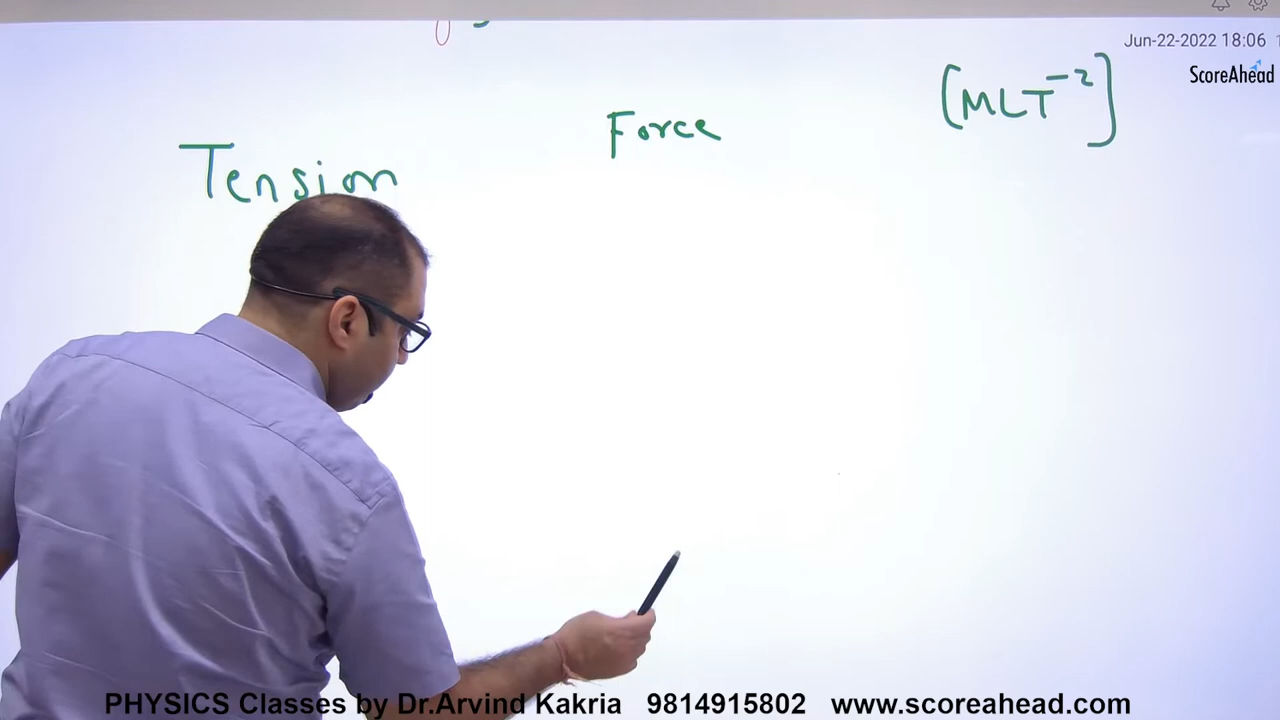 Jun-22-2022 18:06
ScoreAhead
[MLT⁻²]
Force
Tension
PHYSICS Classes by Dr.Arvind Kakria 9814915802 www.scoreahead.com